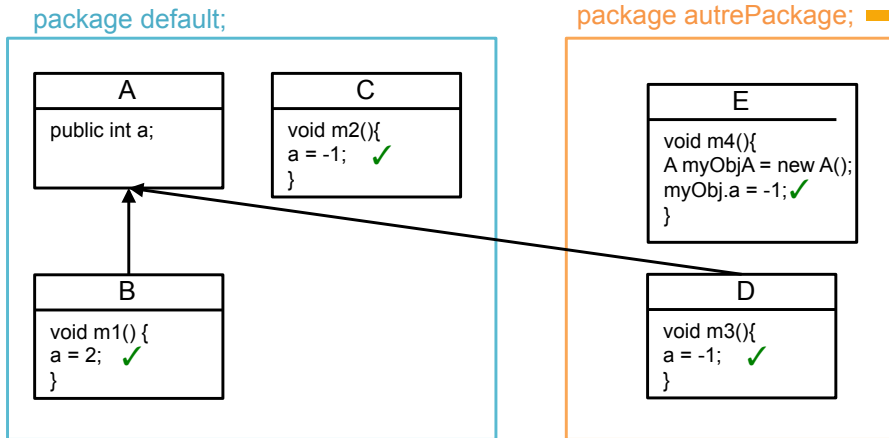 package default;
package autrePackage;
A
public int a;
C
void m2(){
a = -1; ✓
}
E
void m4(){
A myObjA = new A();
myObj.a = -1; ✓
}
B
void m1() {
a = 2; ✓
}
D
void m3(){
a = -1; ✓
}